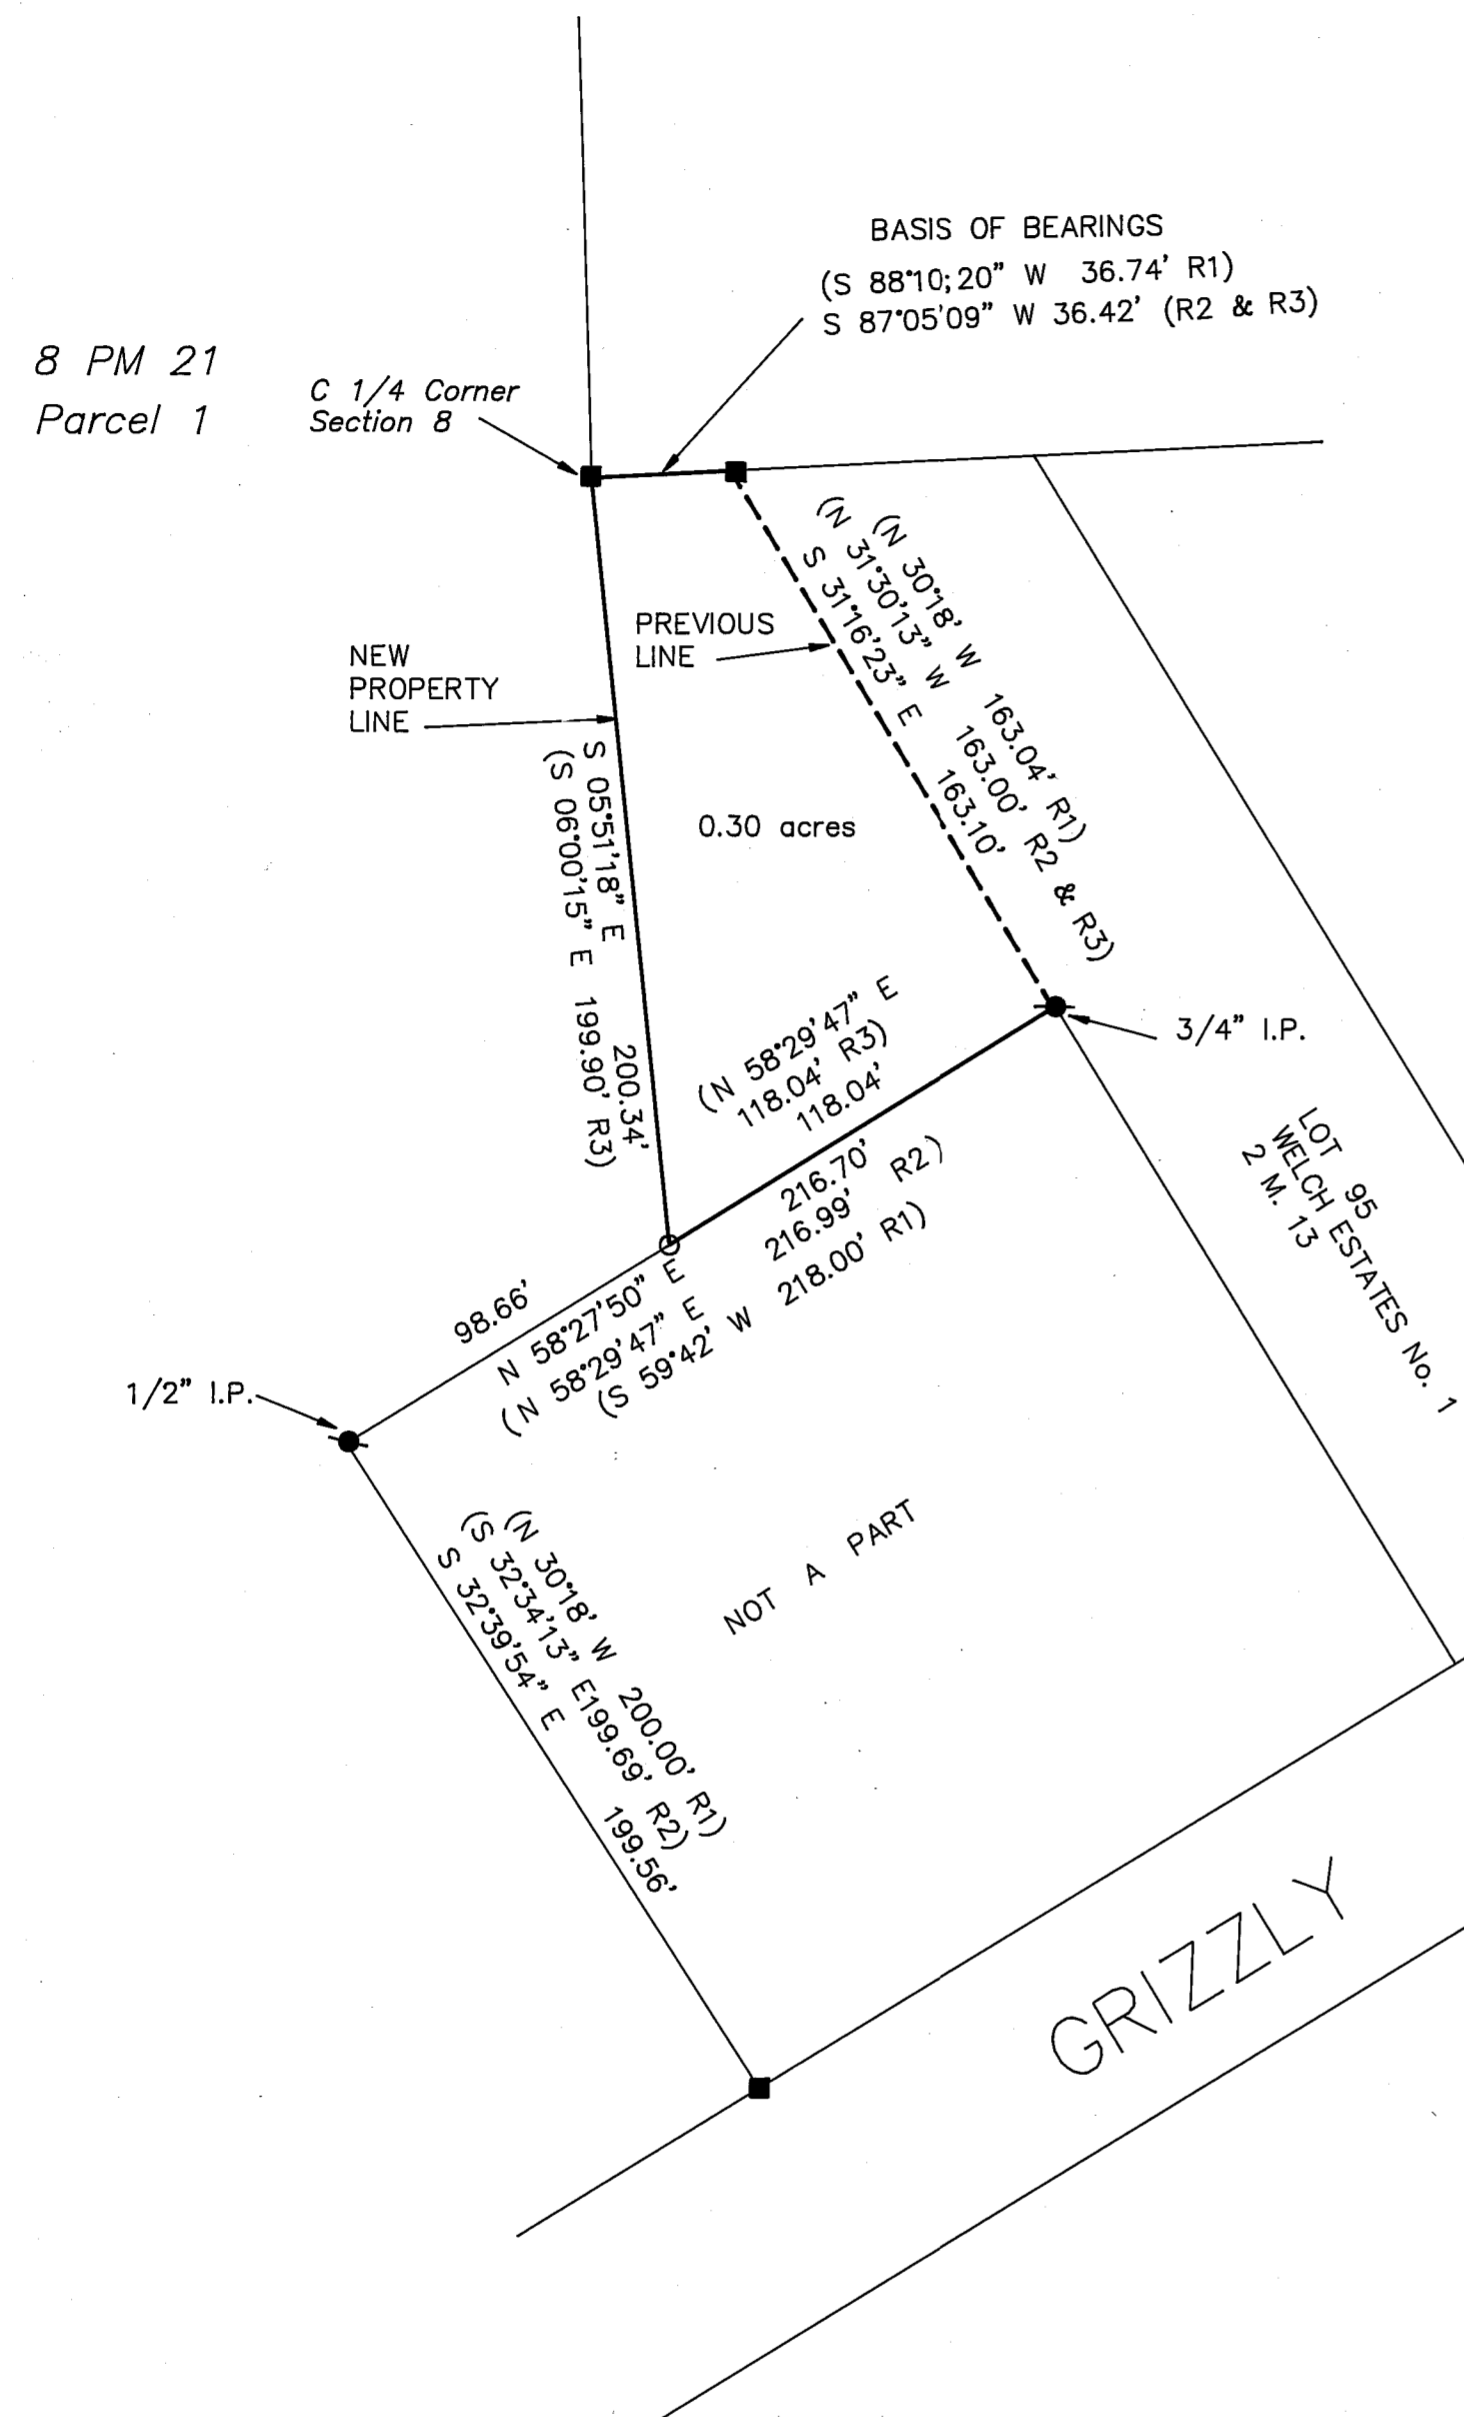 BASIS OF BEARINGS
(S 88°10;20" W 36.74' R1)
S 87°05'09" W 36.42' (R2 & R3)
8 PM 21
Parcel 1
C 1/4 Corner
Section 8
(N 30°18' W 163.04' R1)
(N 31°30'13" W 163.00' R2 & R3)
S 31°16'23" E 163.10'
PREVIOUS
LINE
NEW
PROPERTY
LINE
S 05°51'18" E 200.34'
(S 06°00'15" E 199.90' R3)
0.30 acres
(N 58°29'47" E
118.04' R3)
118.04'
3/4" I.P.
LOT 95
WELCH ESTATES No. 1
2 M. 13
98.66'
N 58°27'50" E 216.70'
(N 58°29'47" E 216.99' R2)
(S 59°42' W 218.00' R1)
1/2" I.P.
(N 30°18' W 200.00' R1)
(S 32°34'13" E199.69' R2)
S 32°39'54" E 199.56'
NOT A PART
GRIZZLY